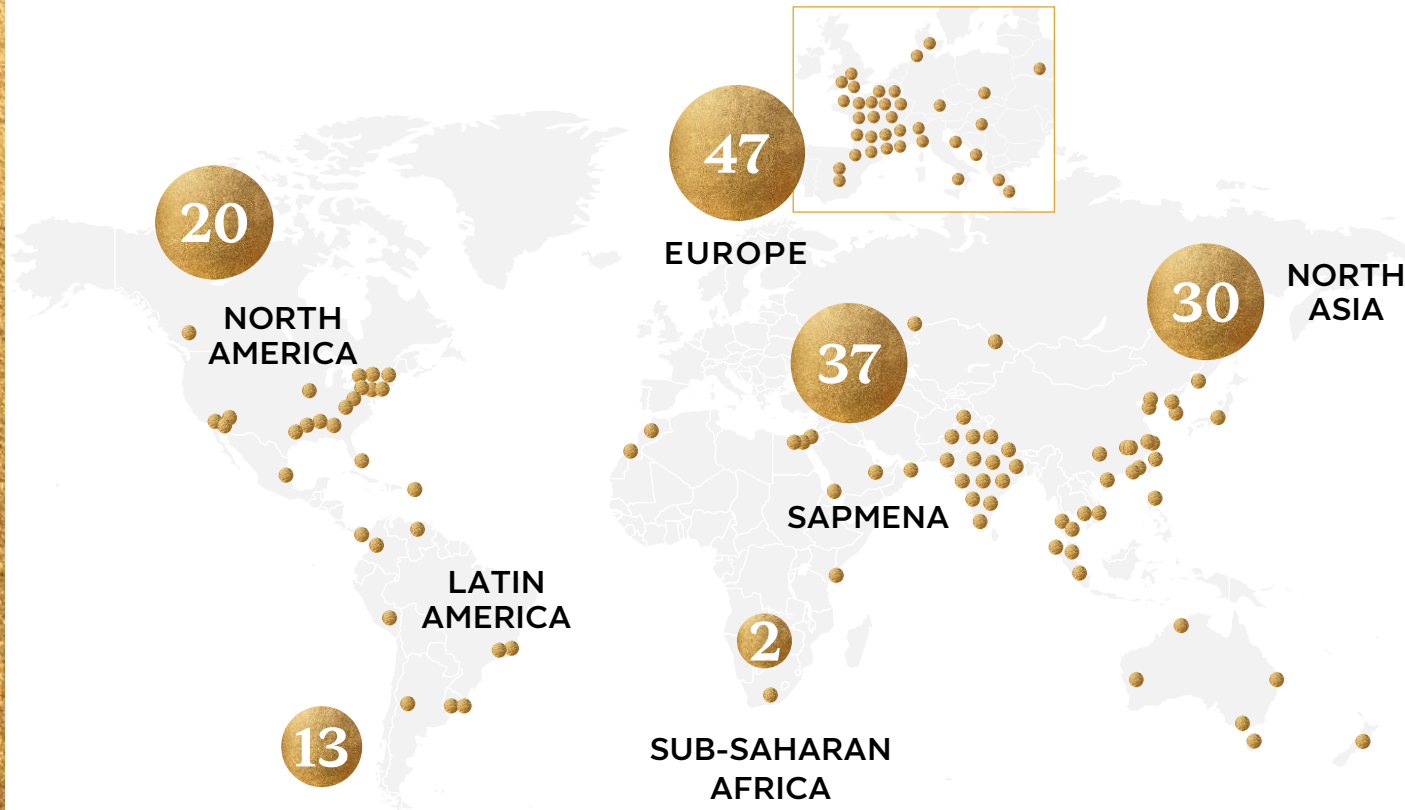 47
EUROPE
20
NORTH
AMERICA
30
NORTH
ASIA
37
SAPMENA
LATIN
AMERICA
13
2
SUB-SAHARAN
AFRICA